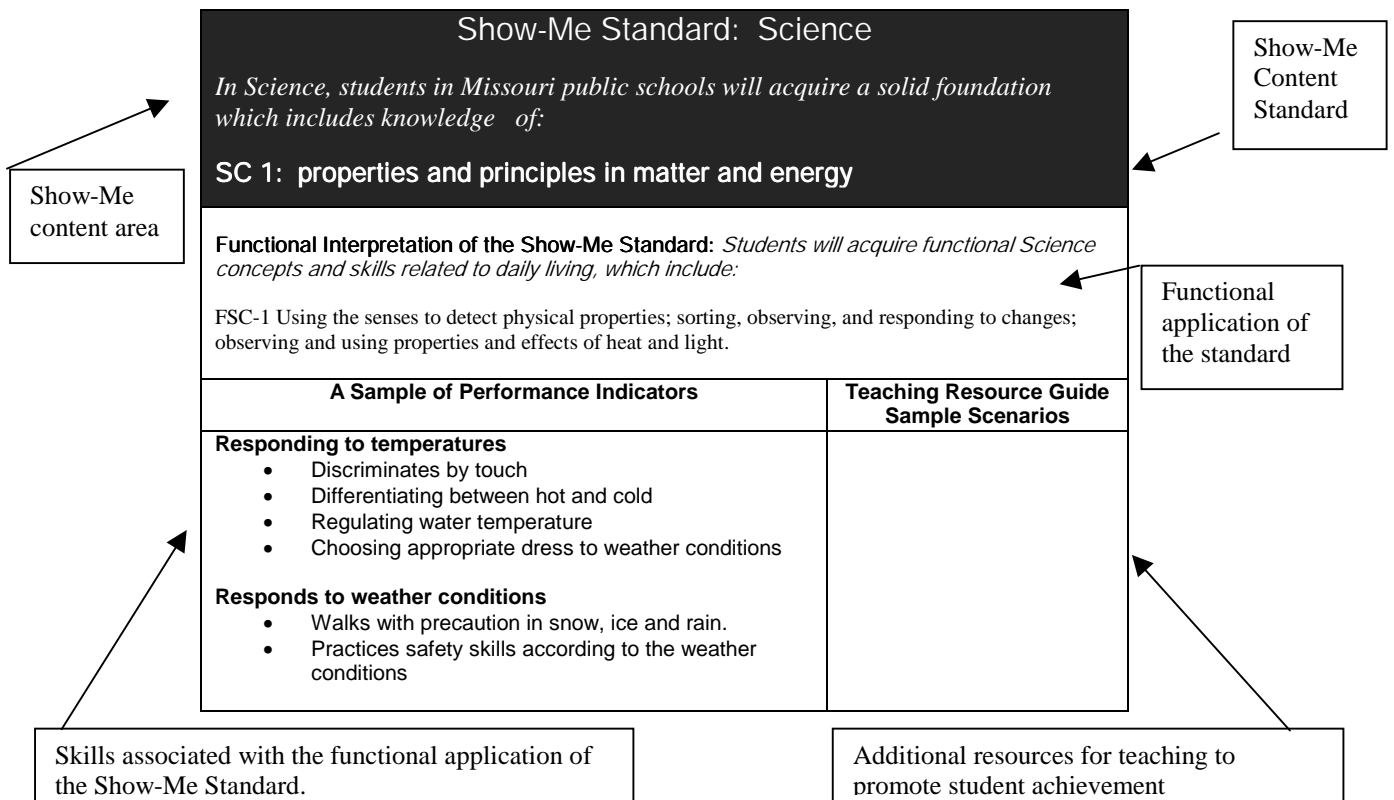 Show-Me Standard:  Science
In Science, students in Missouri public schools will acquire a solid foundation
which includes knowledge  of:
SC 1:  properties and principles in matter and energy
Show-Me
Content
Standard
Show-Me
content area
Functional Interpretation of the Show-Me Standard: Students will acquire functional Science
concepts and skills related to daily living, which include:
FSC-1 Using the senses to detect physical properties; sorting, observing, and responding to changes;
observing and using properties and effects of heat and light.
Functional
application of
the standard
A Sample of Performance Indicators
Teaching Resource Guide
Sample Scenarios
Responding to temperatures
• Discriminates by touch
• Differentiating between hot and cold
• Regulating water temperature
• Choosing appropriate dress to weather conditions
Responds to weather conditions
• Walks with precaution in snow, ice and rain.
• Practices safety skills according to the weather
conditions
Skills associated with the functional application of
the Show-Me Standard.
Additional resources for teaching to
promote student achievement